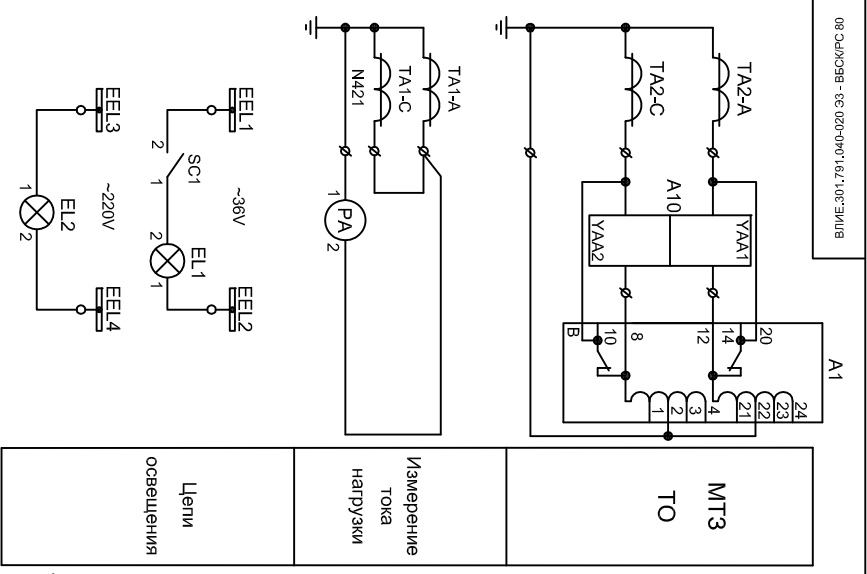 ВЛИЕ.301.791.040-020 ЭЗ - ВБСК/РС 80
A1
TA2-A
YAA1
20
14
12
24
23
22
21
4
МТЗ
ТО
A10
TA2-C
YAA2
8
10
B
3
2
1
TA1-A
TA1-C
N421
1
PA
2
Измерение
тока
нагрузки
EEL1
~36V
EEL2
2
SC1
1
2
EL1
1
Цепи
освещения
EEL3
~220V
EEL4
EL2
1
2